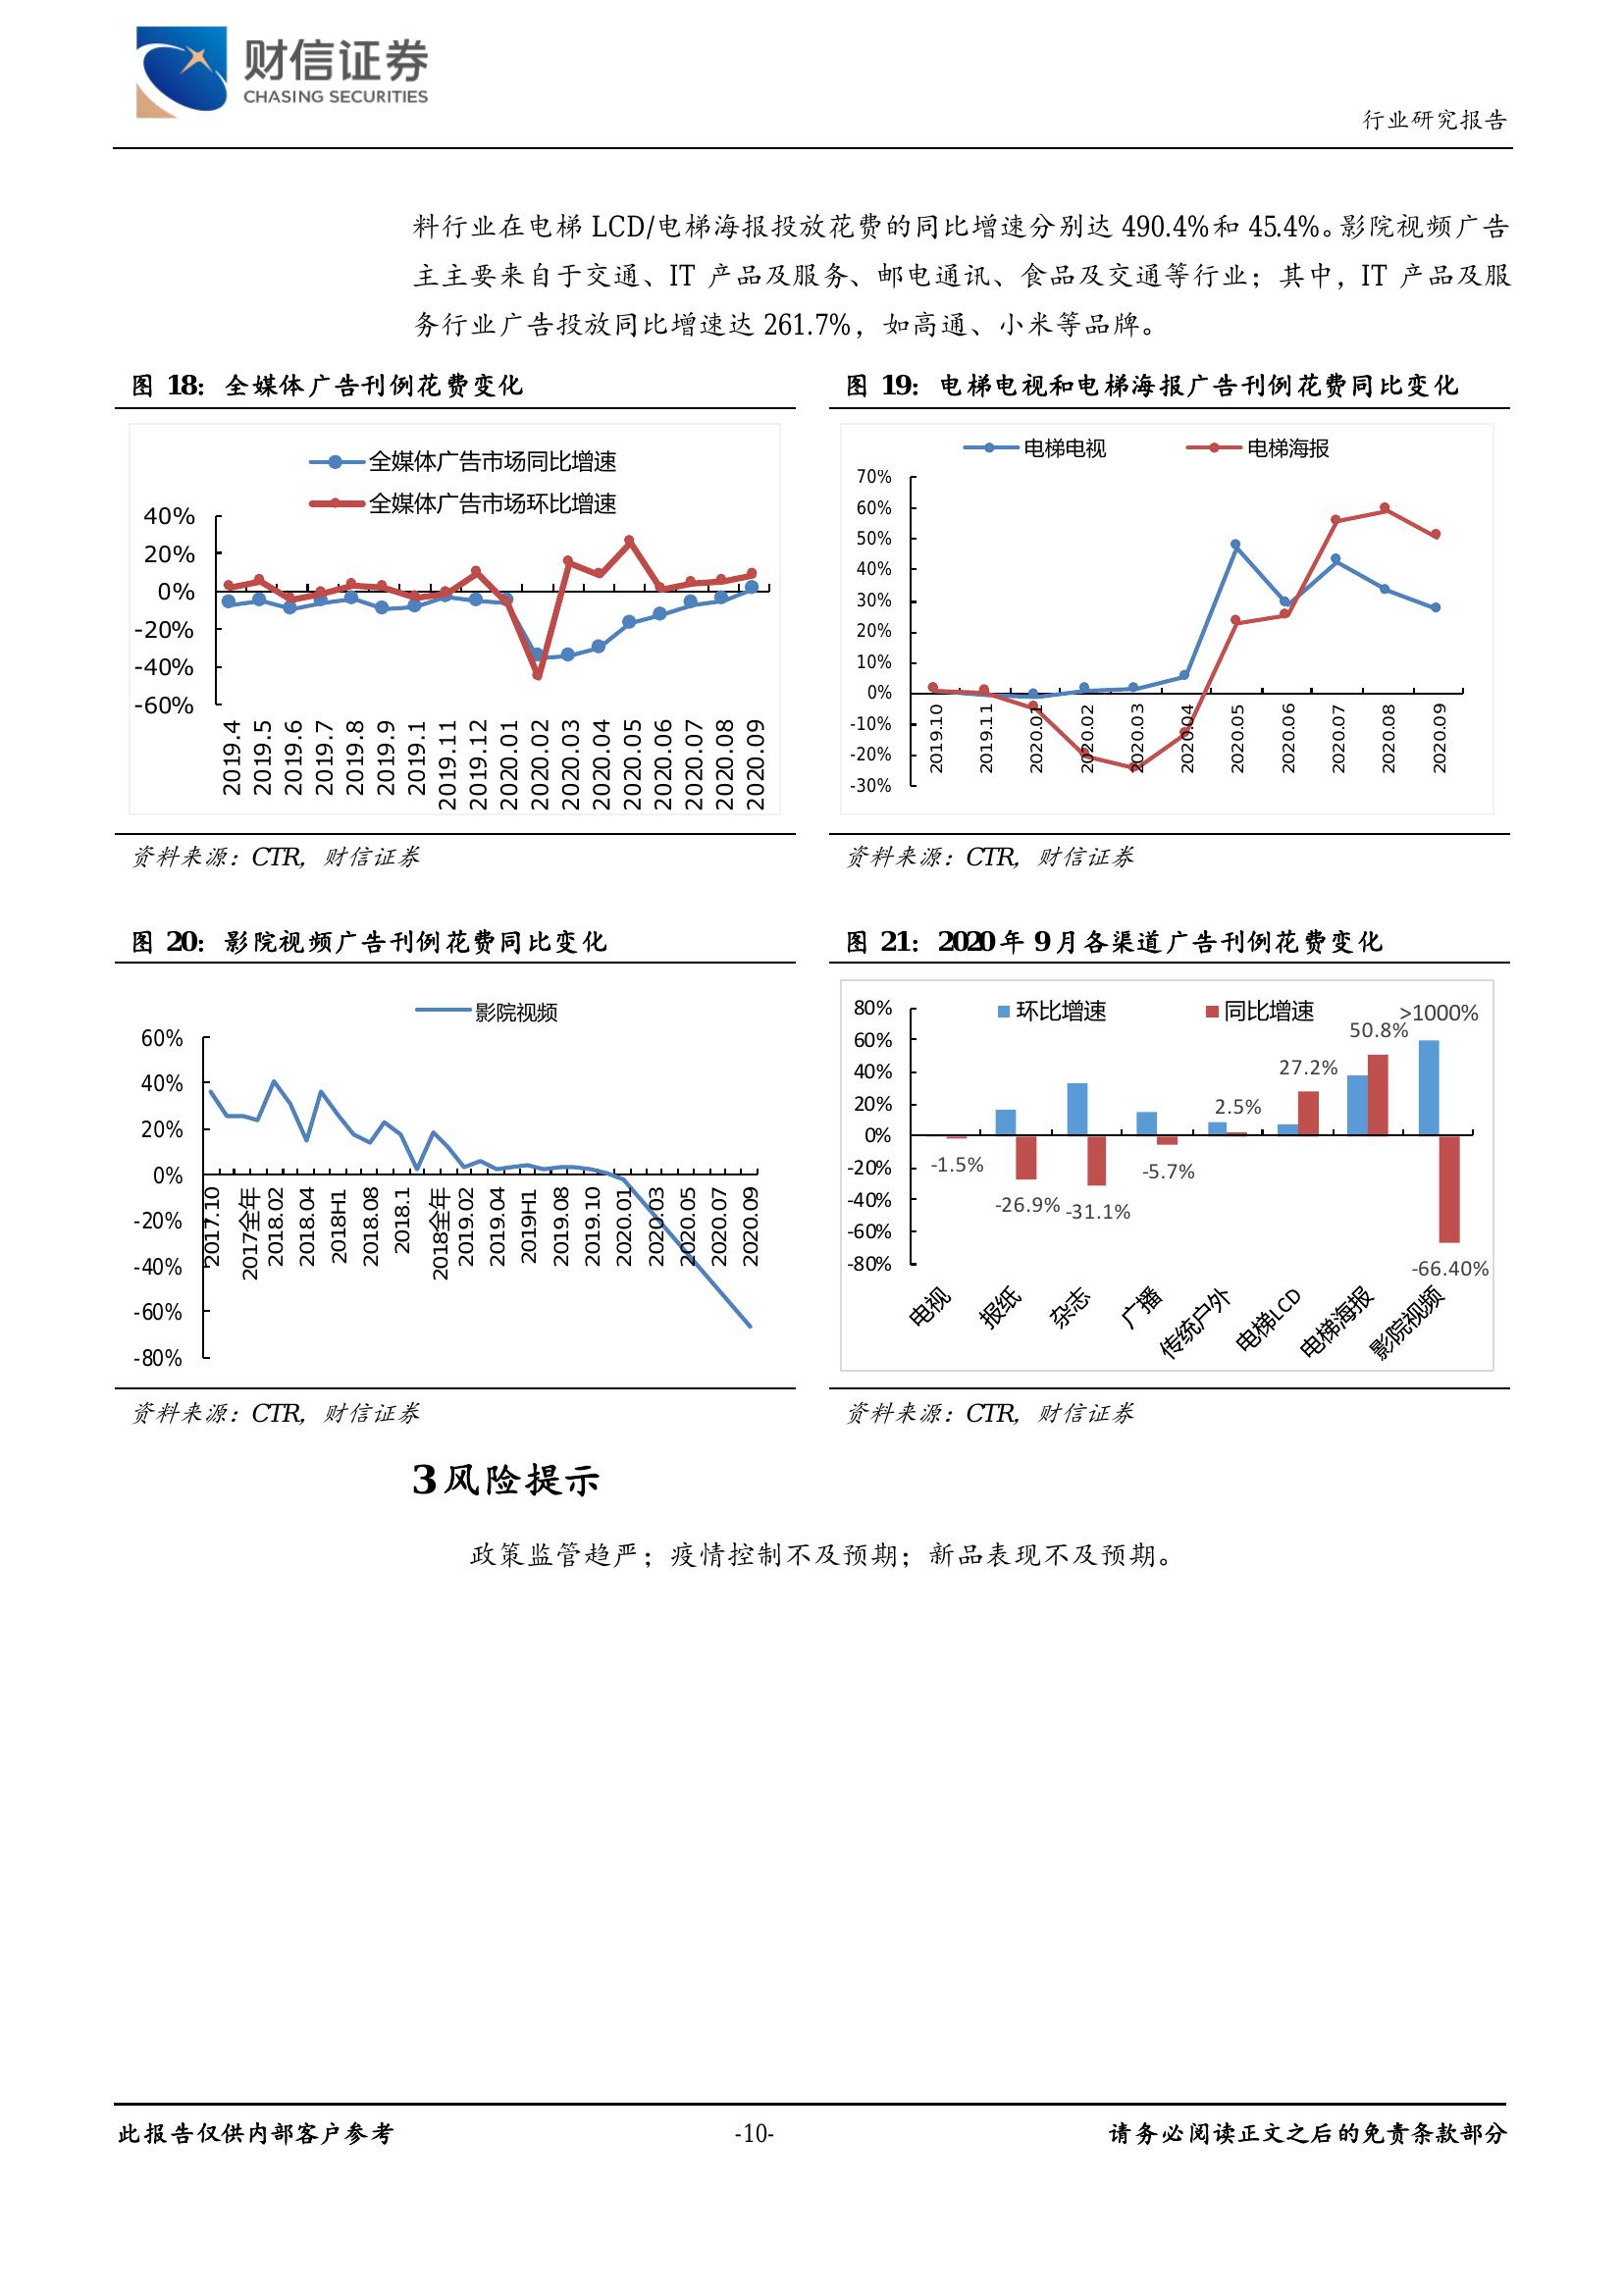 财信证券
CHASING SECURITIES
行业研究报告
料行业在电梯 LCD/电梯海报投放花费的同比增速分别达 490.4%和 45.4%。影院视频广告
主主要来自于交通、IT 产品及服务、邮电通讯、食品及交通等行业；其中，IT 产品及服
务行业广告投放同比增速达 261.7%，如高通、小米等品牌。
图 18：全媒体广告刊例花费变化
全媒体广告市场同比增速
全媒体广告市场环比增速
40%
20%
0%
-20%
-40%
-60%
2019.4
2019.5
2019.6
2019.7
2019.8
2019.9
2019.1
2019.11
2019.12
2020.01
2020.02
2020.03
2020.04
2020.05
2020.06
2020.07
2020.08
2020.09
资料来源：CTR，财信证券
图 19：电梯电视和电梯海报广告刊例花费同比变化
电梯电视
电梯海报
70%
60%
50%
40%
30%
20%
10%
0%
-10%
-20%
-30%
2019.10
2019.11
2020.01
2020.02
2020.03
2020.04
2020.05
2020.06
2020.07
2020.08
2020.09
资料来源：CTR，财信证券
图 20：影院视频广告刊例花费同比变化
影院视频
60%
40%
20%
0%
-20%
-40%
-60%
-80%
2017.10
2017全年
2018.02
2018.04
2018H1
2018.08
2018.1
2018全年
2019.02
2019.04
2019H1
2019.08
2019.10
2020.01
2020.03
2020.05
2020.07
2020.09
资料来源：CTR，财信证券
图 21：2020 年 9 月各渠道广告刊例花费变化
环比增速
同比增速
80%
60%
40%
20%
0%
-20%
-40%
-60%
-80%
-1.5%
-26.9%
-31.1%
-5.7%
2.5%
27.2%
50.8%
>1000%
-66.40%
电视
报纸
杂志
广播
传统户外
电梯LCD
电梯海报
影院视频
资料来源：CTR，财信证券
3 风险提示
政策监管趋严；疫情控制不及预期；新品表现不及预期。
此报告仅供内部客户参考
-10-
请务必阅读正文之后的免责条款部分